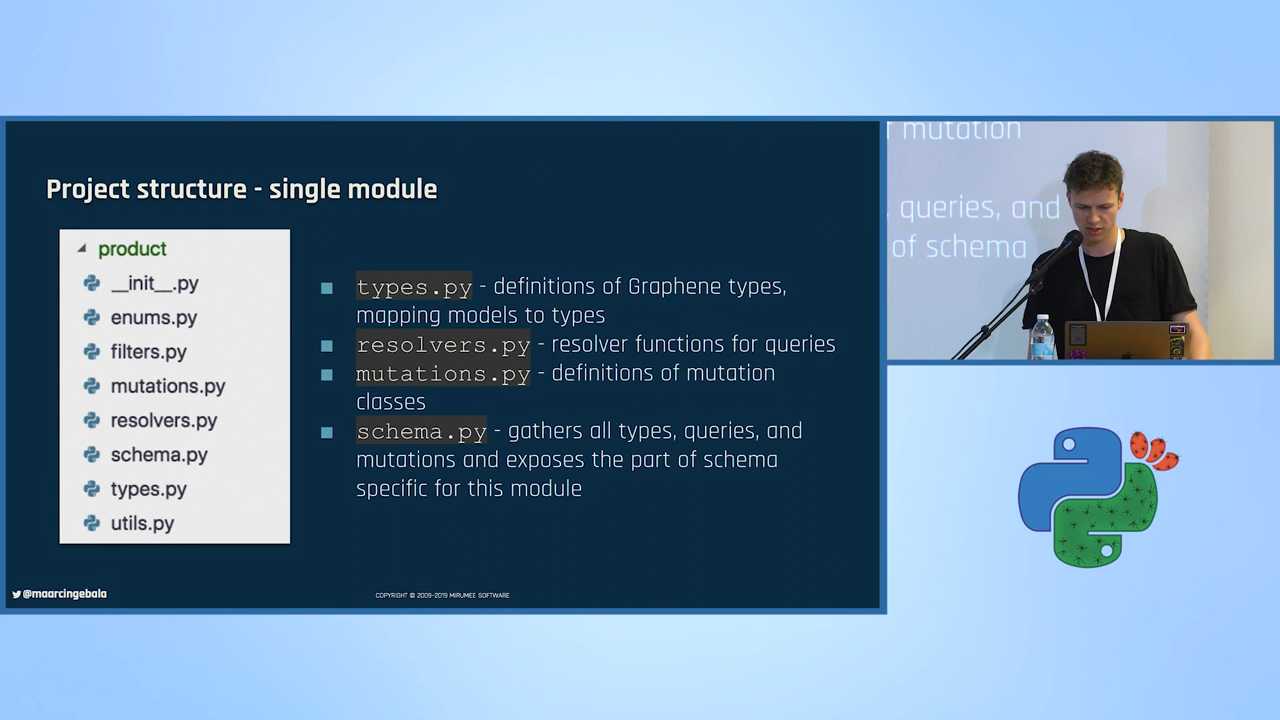 Project structure - single module
product
__init__.py
enums.py
filters.py
mutations.py
resolvers.py
schema.py
types.py
utils.py
types.py - definitions of Graphene types,
mapping models to types
resolvers.py - resolver functions for queries
mutations.py - definitions of mutation
classes
schema.py - gathers all types, queries, and
mutations and exposes the part of schema
specific for this module
@maarcingebala
COPYRIGHT © 2009-2019 MIRUMEE SOFTWARE
r mutation
, queries, and
of schema